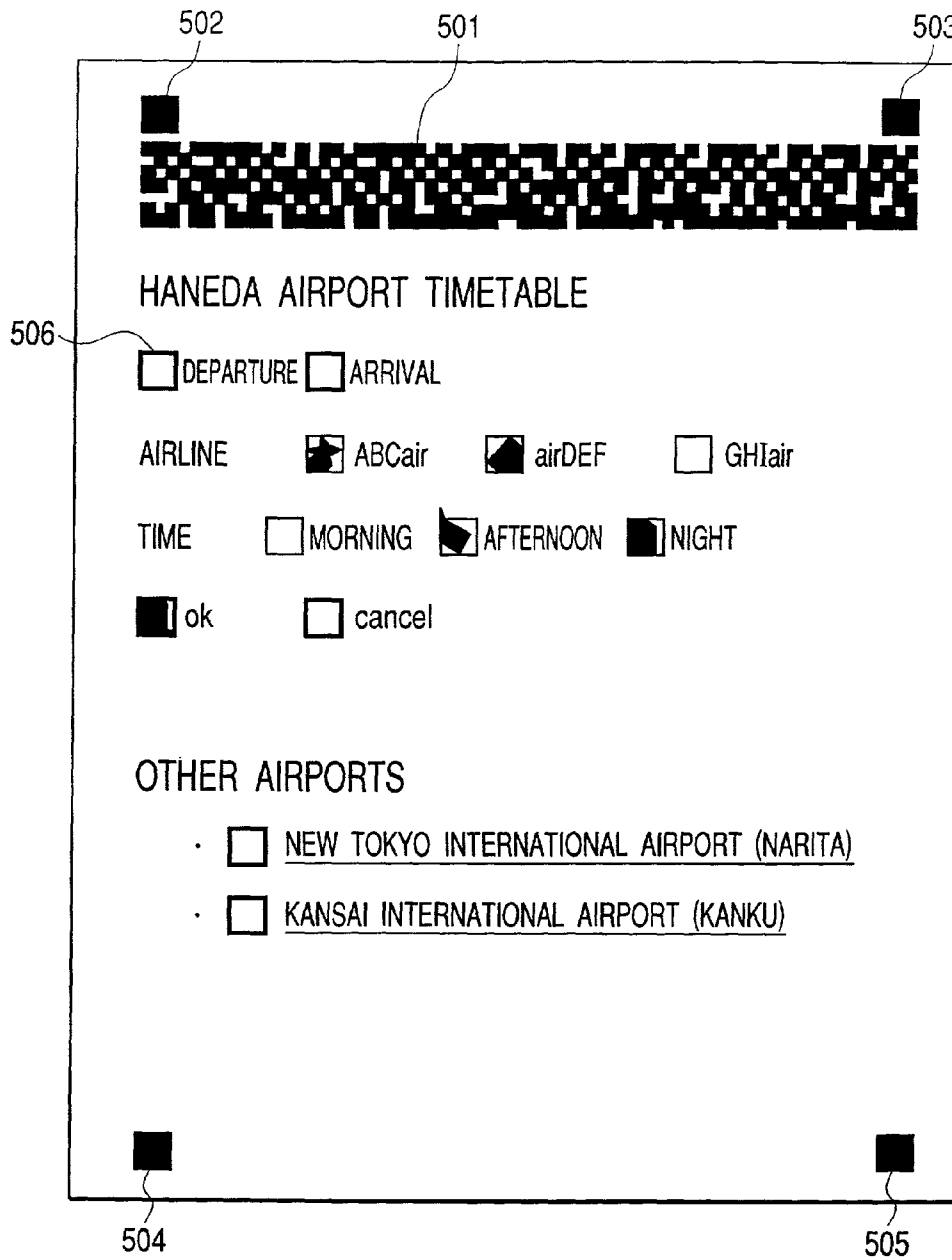 502 501 503
HANEDA AIRPORT TIMETABLE
506
DEPARTURE ARRIVAL
AIRLINE ABCair airDEF GHIair
TIME MORNING AFTERNOON NIGHT
ok cancel
OTHER AIRPORTS
· NEW TOKYO INTERNATIONAL AIRPORT (NARITA)
· KANSAI INTERNATIONAL AIRPORT (KANKU)
504 505